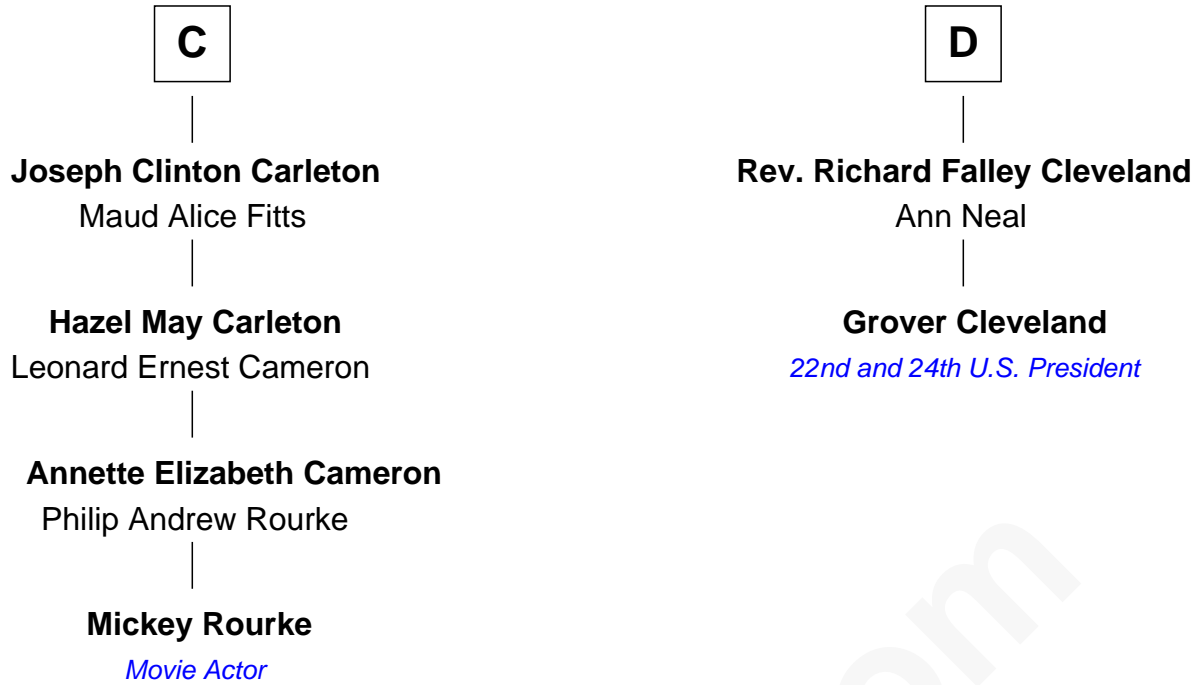 C
Joseph Clinton Carleton
Maud Alice Fitts
Hazel May Carleton
Leonard Ernest Cameron
Annette Elizabeth Cameron
Philip Andrew Rourke
Mickey Rourke
Movie Actor
D
Rev. Richard Falley Cleveland
Ann Neal
Grover Cleveland
22nd and 24th U.S. President
om